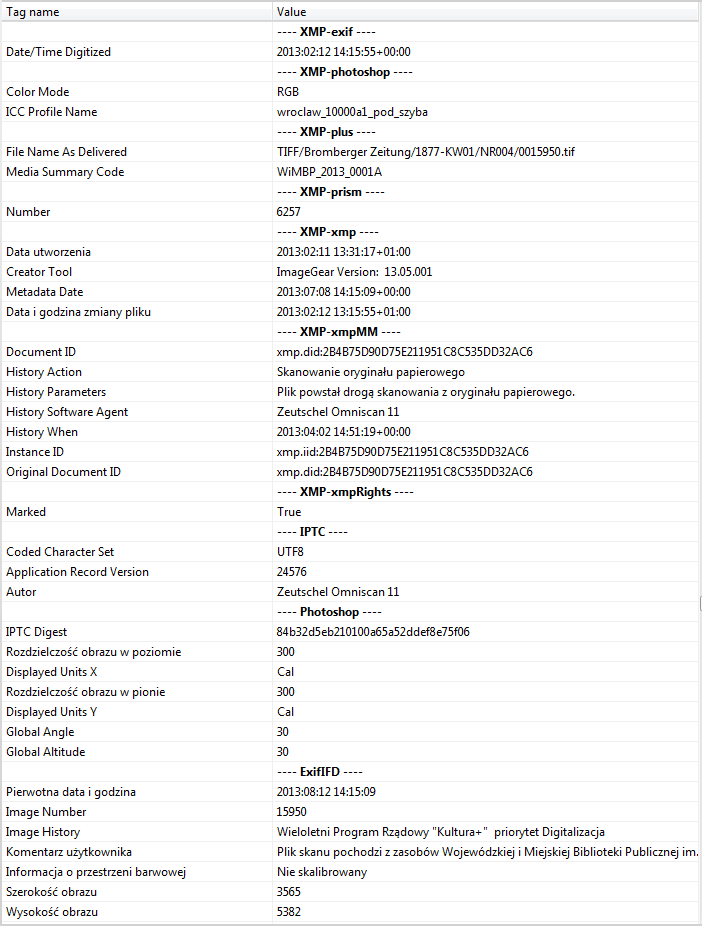 Tag name Value
---- XMP-exif ----
Date/Time Digitized 2013:02:12 14:15:55+00:00
---- XMP-photoshop ----
Color Mode RGB
ICC Profile Name wroclaw_10000a1_pod_szyba
---- XMP-plus ----
File Name As Delivered TIFF/Bromberger Zeitung/1877-KW01/NR004/0015950.tif
Media Summary Code WiMBP_2013_0001A
---- XMP-prism ----
Number 6257
---- XMP-xmp ----
Data utworzenia 2013:02:11 13:31:17+01:00
Creator Tool ImageGear Version: 13.05.001
Metadata Date 2013:07:08 14:15:09+00:00
Data i godzina zmiany pliku 2013:02:12 13:15:55+01:00
---- XMP-xmpMM ----
Document ID xmp.did:2B4B75D90D75E211951C8C535DD32AC6
History Action Skanowanie oryginału papierowego
History Parameters Plik powstał drogą skanowania z oryginału papierowego.
History Software Agent Zeutschel Omniscan 11
History When 2013:04:02 14:51:19+00:00
Instance ID xmp.iid:2B4B75D90D75E211951C8C535DD32AC6
Original Document ID xmp.did:2B4B75D90D75E211951C8C535DD32AC6
---- XMP-xmpRights ----
Marked True
---- IPTC ----
Coded Character Set UTF8
Application Record Version 24576
Autor Zeutschel Omniscan 11
---- Photoshop ----
IPTC Digest 84b32d5eb210100a65a52ddef8e75f06
Rozdzielczość obrazu w poziomie 300
Displayed Units X Cal
Rozdzielczość obrazu w pionie 300
Displayed Units Y Cal
Global Angle 30
Global Altitude 30
---- ExifIFD ----
Pierwotna data i godzina 2013:08:12 14:15:09
Image Number 15950
Image History Wieloletni Program Rządowy "Kultura+" priorytet Digitalizacja
Komentarz użytkownika Plik skanu pochodzi z zasobów Wojewódzkiej i Miejskiej Biblioteki Publicznej im.
Informacja o przestrzeni barwowej Nie skalibrowany
Szerokość obrazu 3565
Wysokość obrazu 5382